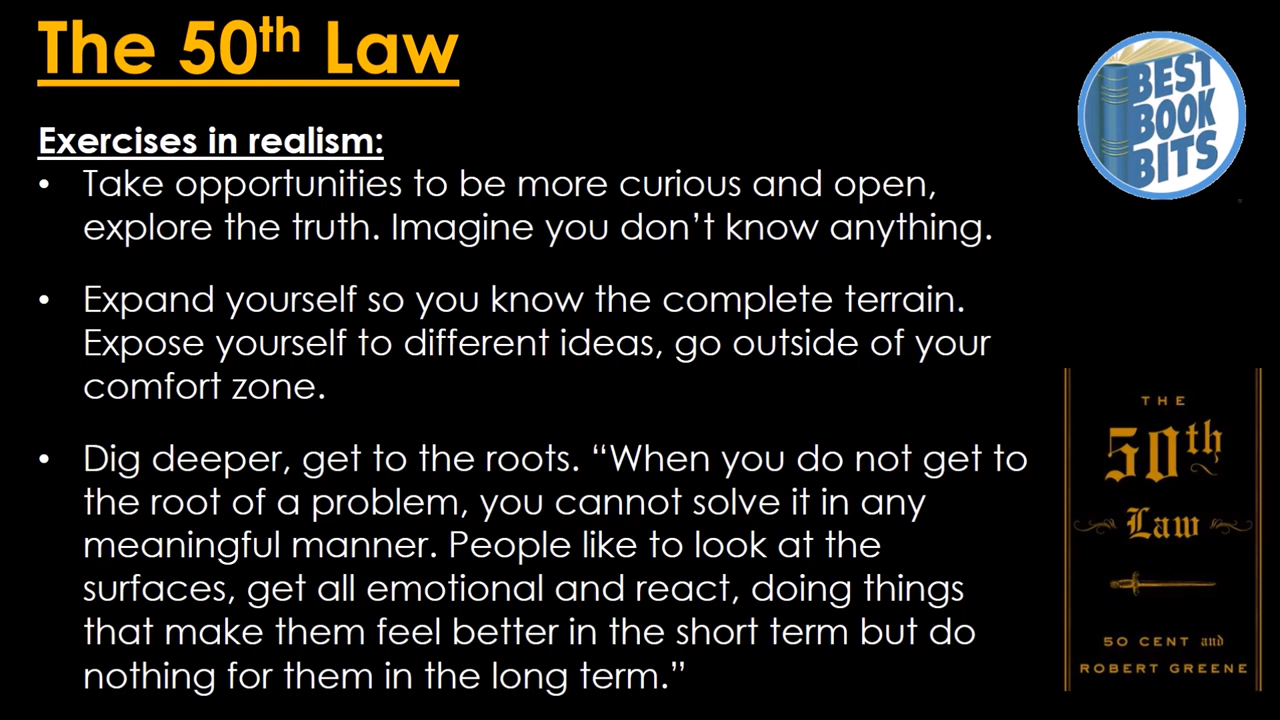 The 50th Law
BEST
BOOK
BITS
Exercises in realism:
• Take opportunities to be more curious and open,
explore the truth. Imagine you don’t know anything.
• Expand yourself so you know the complete terrain.
Expose yourself to different ideas, go outside of your
comfort zone.
• Dig deeper, get to the roots. “When you do not get to
the root of a problem, you cannot solve it in any
meaningful manner. People like to look at the
surfaces, get all emotional and react, doing things
that make them feel better in the short term but do
nothing for them in the long term.”
THE
50th
Law
50 CENT and
ROBERT GREENE